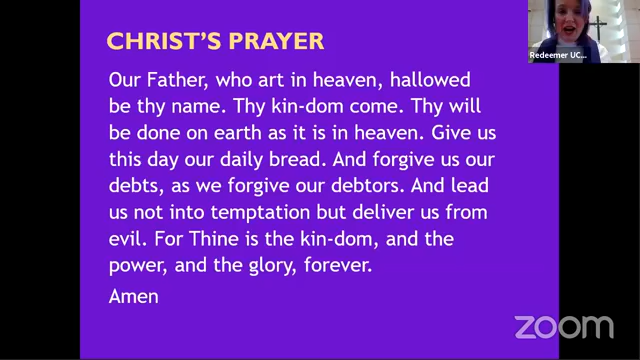 CHRIST'S PRAYER
Our Father, who art in heaven, hallowed
be thy name. Thy kin-dom come. Thy will
be done on earth as it is in heaven. Give us
this day our daily bread. And forgive us our
debts, as we forgive our debtors. And lead
us not into temptation but deliver us from
evil. For Thine is the kin-dom, and the
power, and the glory, forever.
Amen
Redeemer UC...
zoom